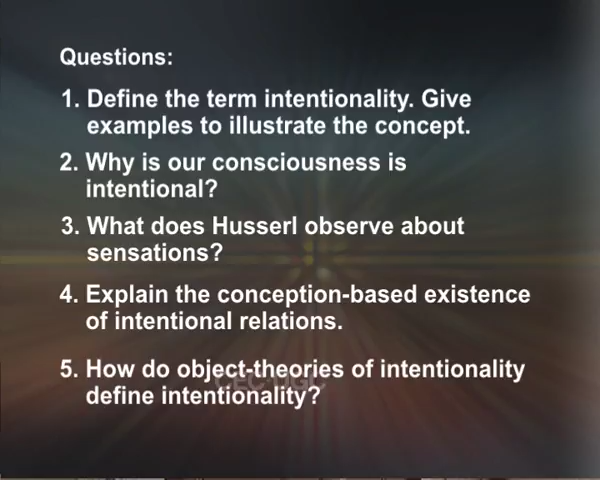 Questions:
1. Define the term intentionality. Give
examples to illustrate the concept.
2. Why is our consciousness is
intentional?
3. What does Husserl observe about
sensations?
4. Explain the conception-based existence
of intentional relations.
5. How do object-theories of intentionality
define intentionality?
CEC-UGC